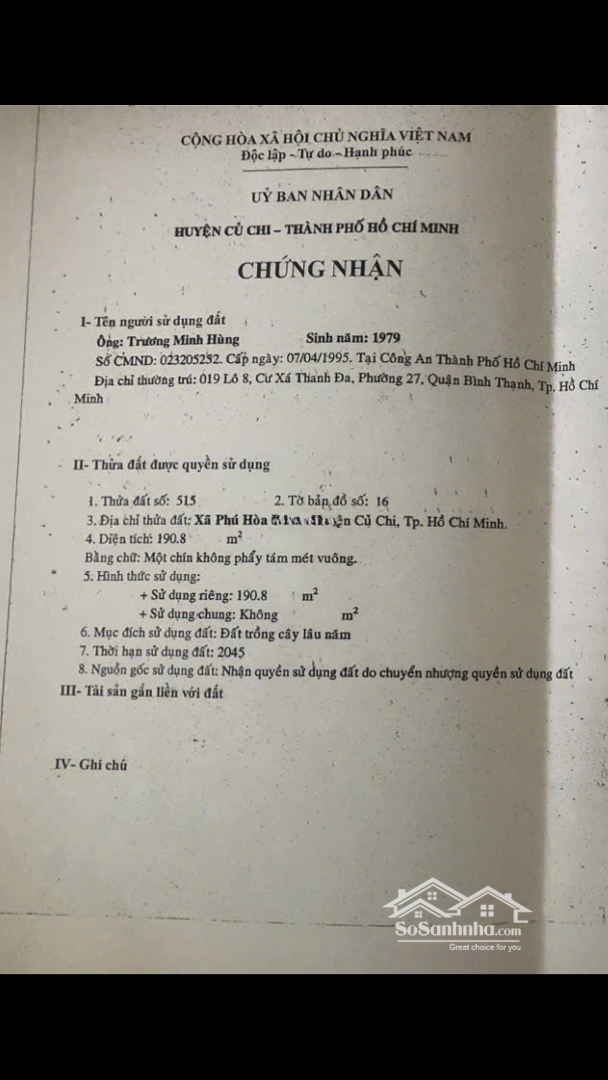 CỘNG HÒA XÃ HỘI CHỦ NGHĨA VIỆT NAM
Độc lập - Tự do - Hạnh phúc
UỶ BAN NHÂN DÂN
HUYỆN CỦ CHI - THÀNH PHỐ HỒ CHÍ MINH
CHỨNG NHẬN
I- Tên người sử dụng đất
Ông: Trương Minh Hùng Sinh năm: 1979
Số CMND: 023205232. Cấp ngày: 07/04/1995. Tại Công An Thành Phố Hồ Chí Minh
Địa chỉ thường trú: 019 Lô 8, Cư Xá Thanh Đa, Phường 27, Quận Bình Thạnh, Tp. Hồ Chí
Minh
II- Thửa đất được quyền sử dụng
1. Thửa đất số: 515 2. Tờ bản đồ số: 16
3. Địa chỉ thửa đất: Xã Phú Hòa Củ Chi, Tp. Hồ Chí Minh.
4. Diện tích: 190.8 m²
Bằng chữ: Một chín không phẩy tám mét vuông.
5. Hình thức sử dụng:
+ Sử dụng riêng: 190.8 m²
+ Sử dụng chung: Không m²
6. Mục đích sử dụng đất: Đất trồng cây lâu năm
7. Thời hạn sử dụng đất: 2045
8. Nguồn gốc sử dụng đất: Nhận quyền sử dụng đất do chuyển nhượng quyền sử dụng đất
III- Tài sản gắn liền với đất
IV- Ghi chú
SoSanhnha.com
Great choice for you